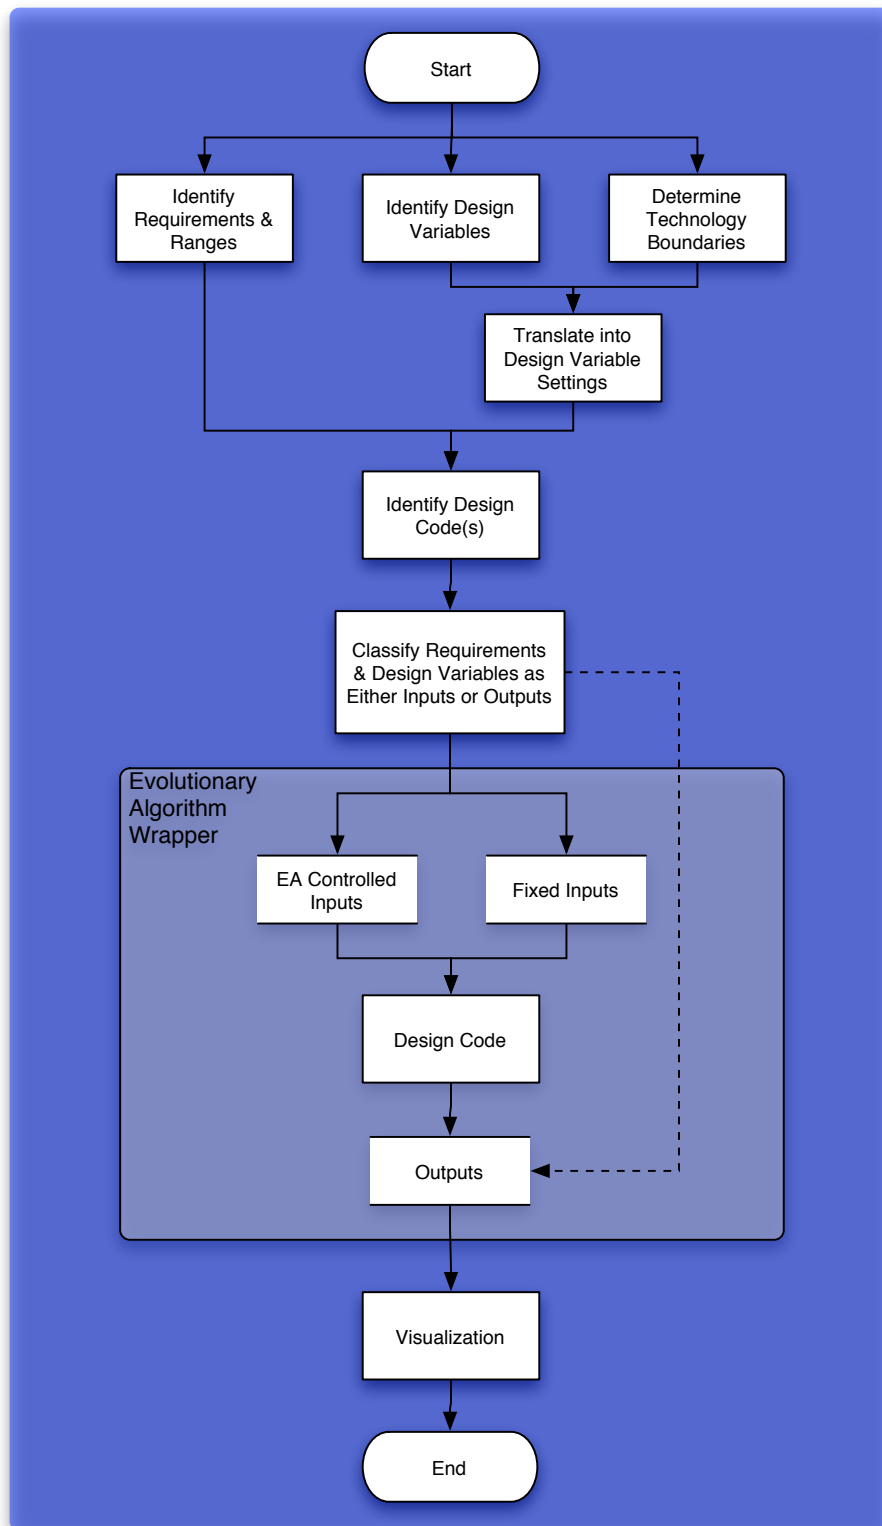 Start
Identify
Requirements &
Ranges
Identify Design
Variables
Determine
Technology
Boundaries
Translate into
Design Variable
Settings
Identify Design
Code(s)
Classify Requirements
& Design Variables as
Either Inputs or Outputs
Evolutionary
Algorithm
Wrapper
EA Controlled
Inputs
Fixed Inputs
Design Code
Outputs
Visualization
End